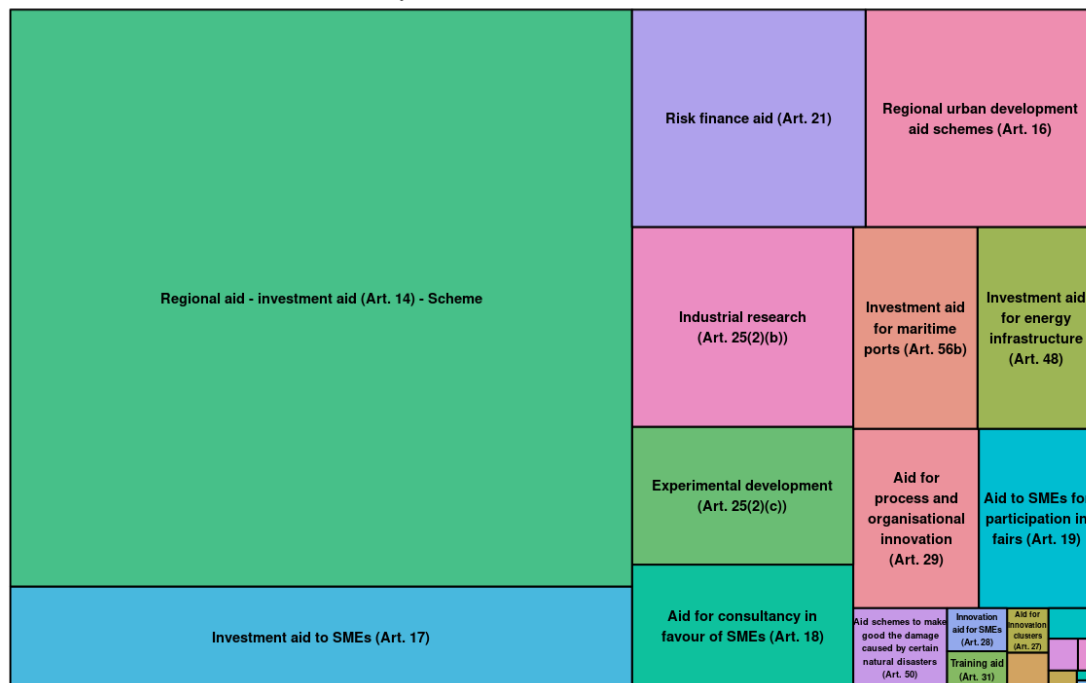 Regional aid - investment aid (Art. 14) - Scheme
Investment aid to SMEs (Art. 17)
Risk finance aid (Art. 21)
Regional urban development
aid schemes (Art. 16)
Industrial research
(Art. 25(2)(b))
Investment aid
for maritime
ports (Art. 56b)
Investment aid
for energy
infrastructure
(Art. 48)
Experimental development
(Art. 25(2)(c))
Aid for
process and
organisational
innovation
(Art. 29)
Aid to SMEs for
participation in
fairs (Art. 19)
Aid for consultancy in
favour of SMEs (Art. 18)
Aid schemes to make
good the damage
caused by certain
natural disasters
(Art. 50)
Innovation
aid for SMEs
(Art. 28)
Aid for
innovation
clusters
(Art. 27)
Training aid
(Art. 31)